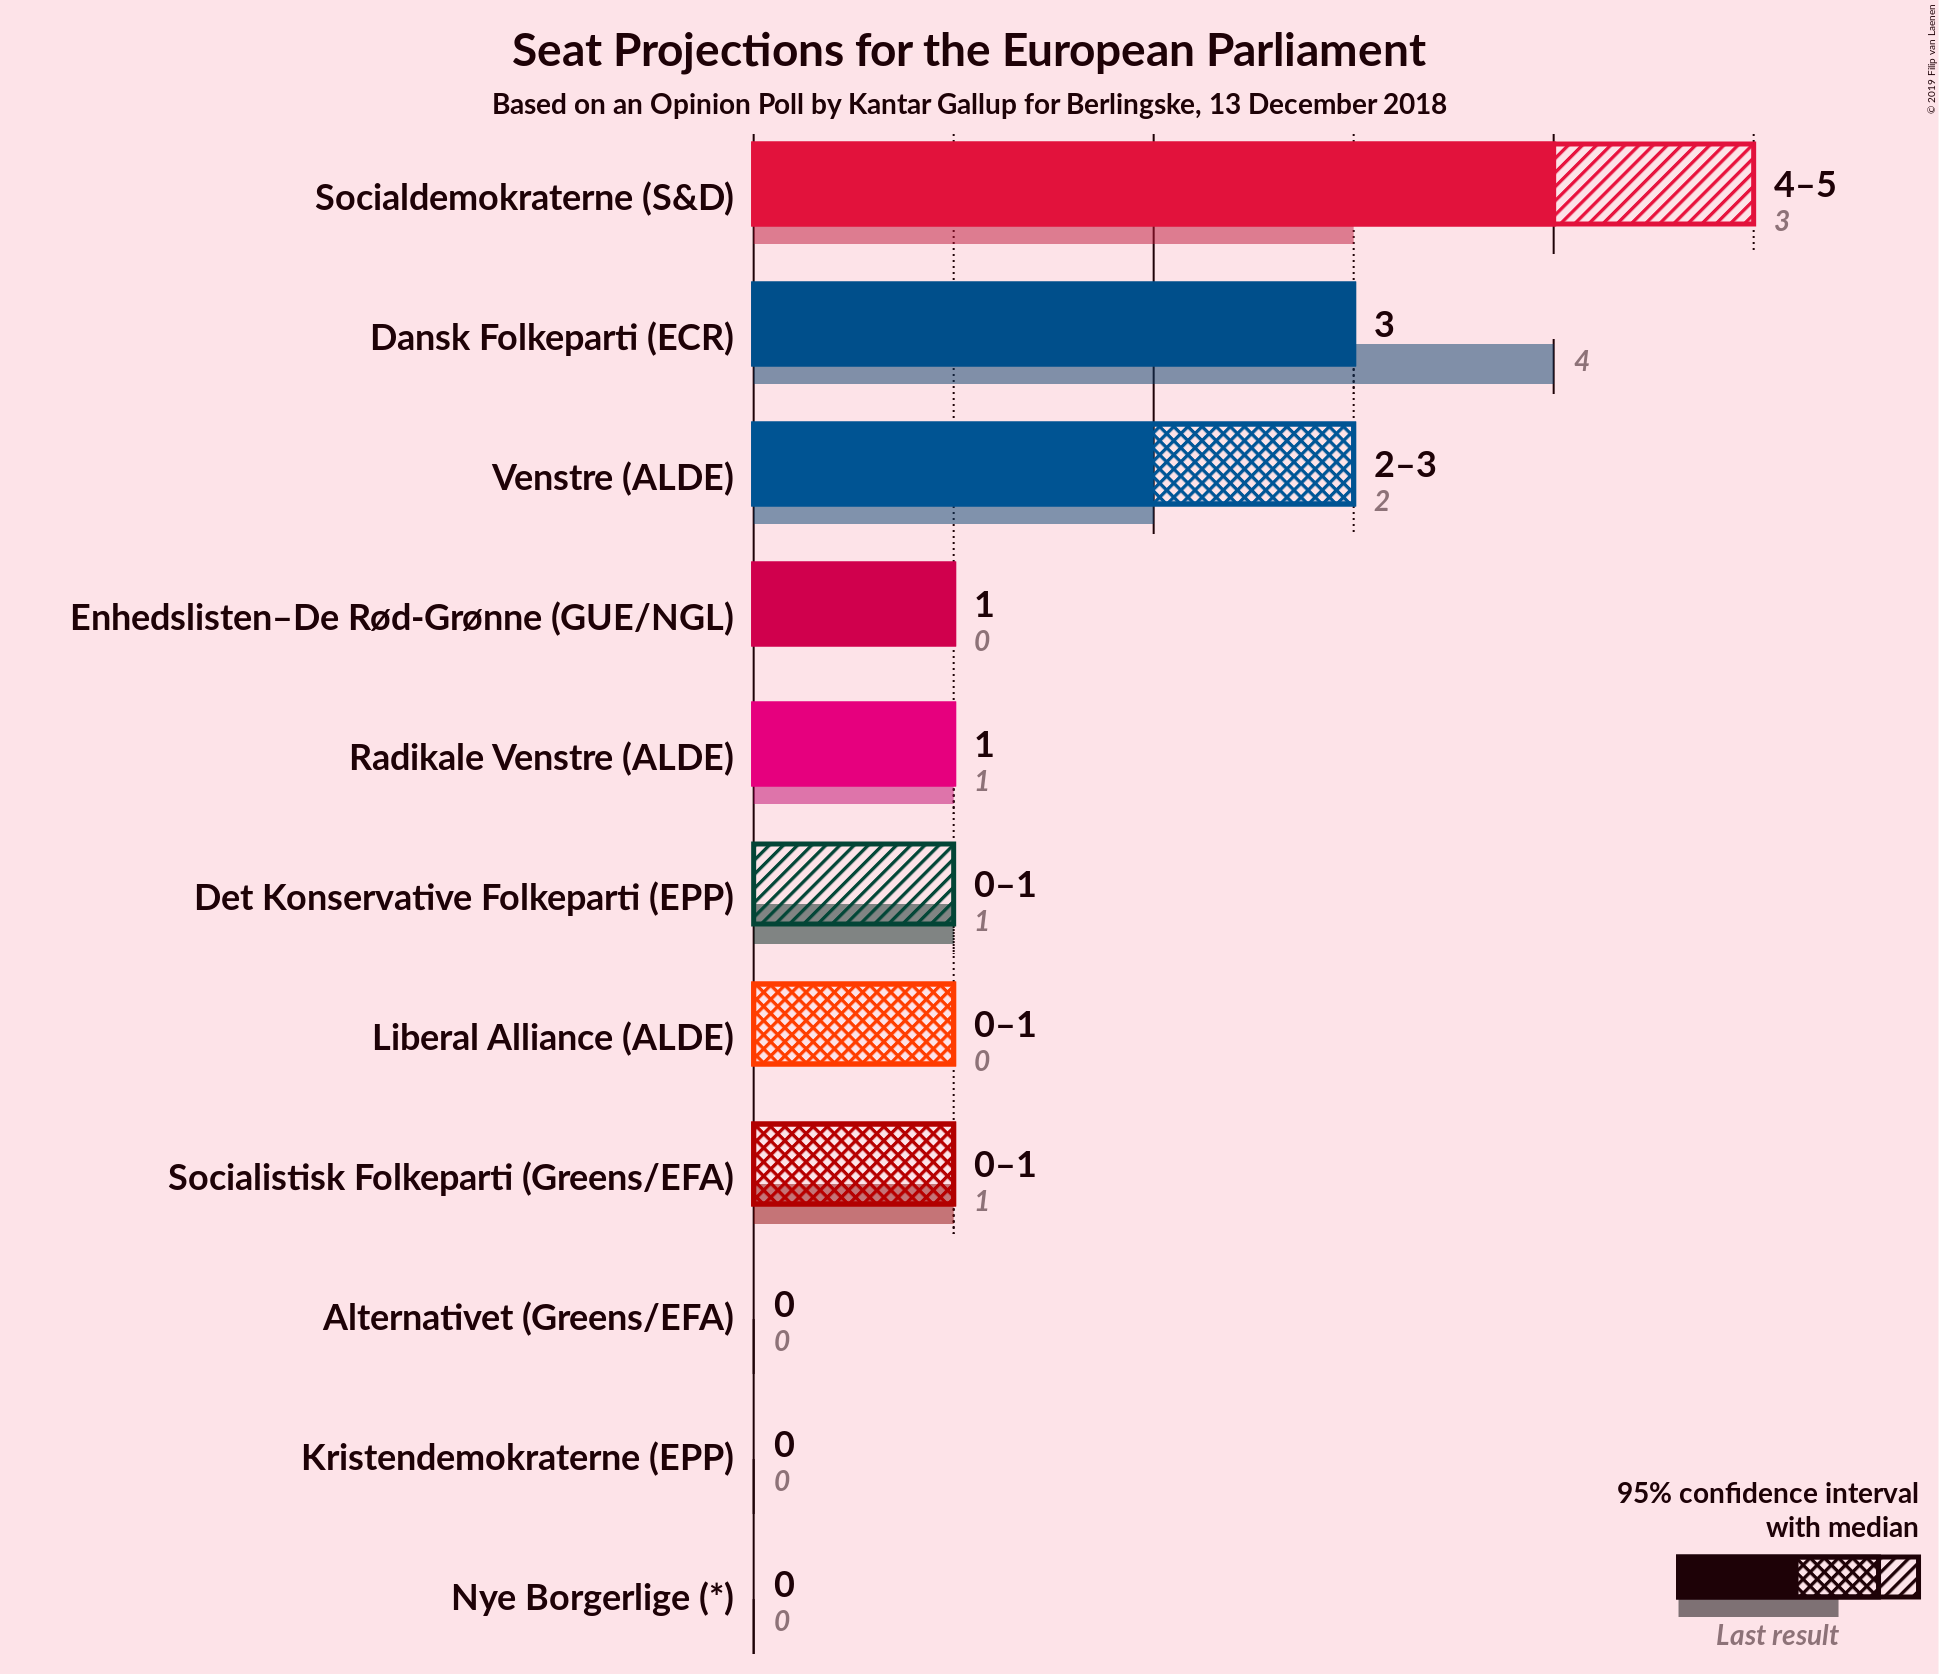 Seat Projections for the European Parliament
Based on an Opinion Poll by Kantar Gallup for Berlingske, 13 December 2018
© 2019 Filip van Laenen
Socialdemokraterne (S&D)
4–5
3
Dansk Folkeparti (ECR)
3
4
Venstre (ALDE)
2–3
2
Enhedslisten–De Rød-Grønne (GUE/NGL)
1
0
Radikale Venstre (ALDE)
1
1
Det Konservative Folkeparti (EPP)
0–1
1
Liberal Alliance (ALDE)
0–1
0
Socialistisk Folkeparti (Greens/EFA)
0–1
1
Alternativet (Greens/EFA)
0
0
Kristendemokraterne (EPP)
0
0
Nye Borgerlige (*)
0
0
95% confidence interval
with median
Last result